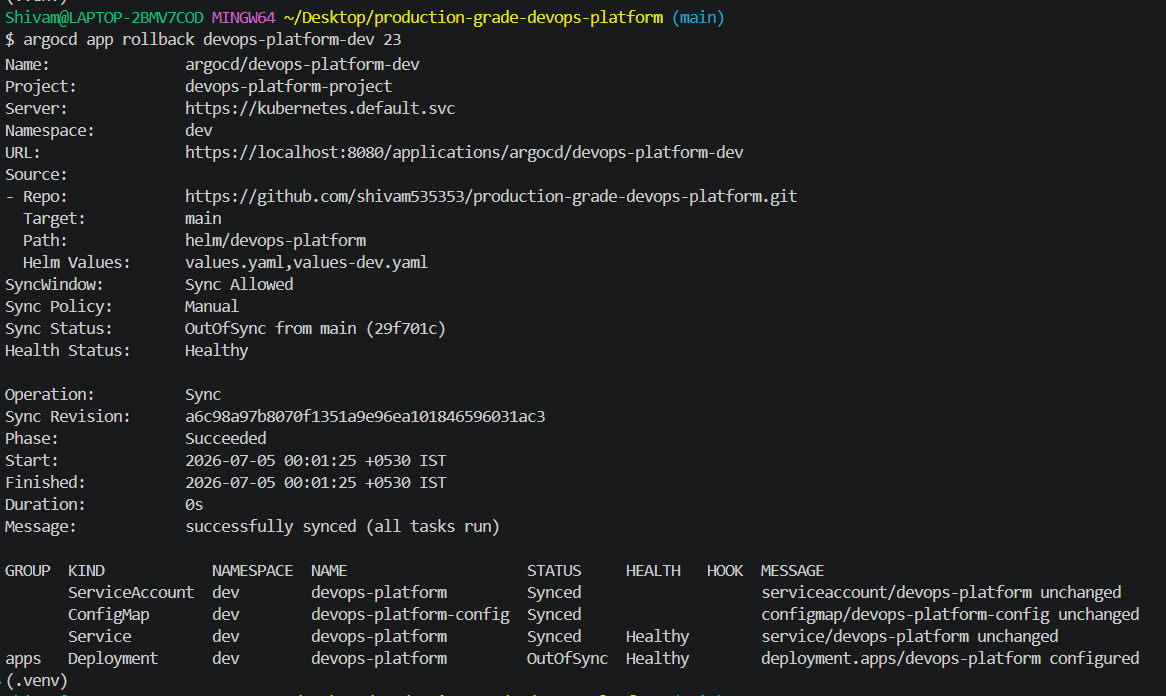 Shivam@LAPTOP-2BMV7COD MINGW64 ~/Desktop/production-grade-devops-platform (main)
$ argocd app rollback devops-platform-dev 23
Name: argocd/devops-platform-dev
Project: devops-platform-project
Server: https://kubernetes.default.svc
Namespace: dev
URL: https://localhost:8080/applications/argocd/devops-platform-dev
Source:
- Repo: https://github.com/shivam535353/production-grade-devops-platform.git
Target: main
Path: helm/devops-platform
Helm Values: values.yaml,values-dev.yaml
SyncWindow: Sync Allowed
Sync Policy: Manual
Sync Status: OutOfSync from main (29f701c)
Health Status: Healthy
Operation: Sync
Sync Revision: a6c98a97b8070f1351a9e96ea101846596031ac3
Phase: Succeeded
Start: 2026-07-05 00:01:25 +0530 IST
Finished: 2026-07-05 00:01:25 +0530 IST
Duration: 0s
Message: successfully synced (all tasks run)
GROUP KIND NAMESPACE NAME STATUS HEALTH HOOK MESSAGE
ServiceAccount dev devops-platform Synced serviceaccount/devops-platform unchanged
ConfigMap dev devops-platform-config Synced configmap/devops-platform-config unchanged
Service dev devops-platform Synced Healthy service/devops-platform unchanged
apps Deployment dev devops-platform OutOfSync Healthy deployment.apps/devops-platform configured
(.venv)